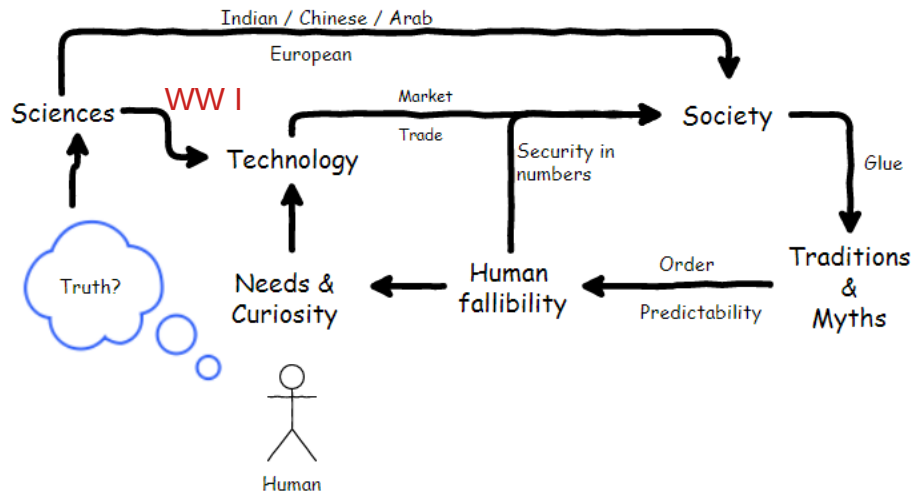 Indian / Chinese / Arab
European
WW I
Sciences
Market
Trade
Society
Technology
Security in
numbers
Glue
Truth?
Needs &
Curiosity
Human
fallibility
Order
Predictability
Traditions
&
Myths
Human